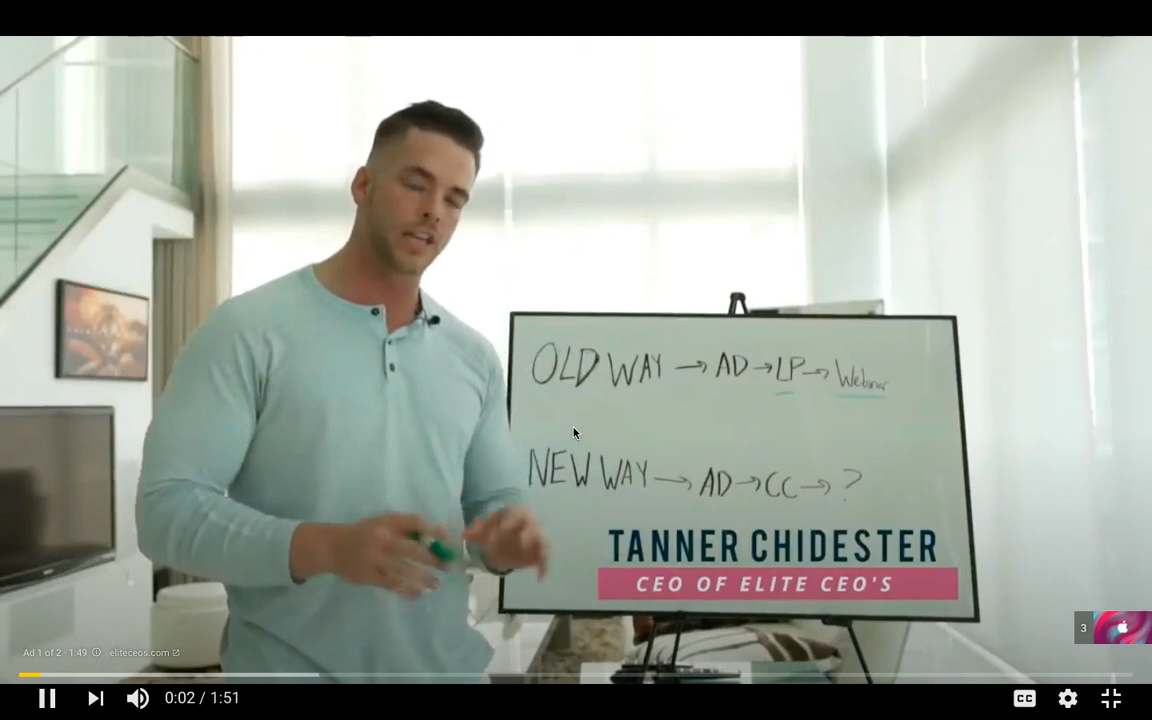 OLD WAY → AD → LP → Webinar
NEW WAY → AD → CC → ?
TANNER CHIDESTER
CEO OF ELITE CEO'S
3
Ad 1 of 2 · 1:49 eliteceos.com
0:02 / 1:51
CC